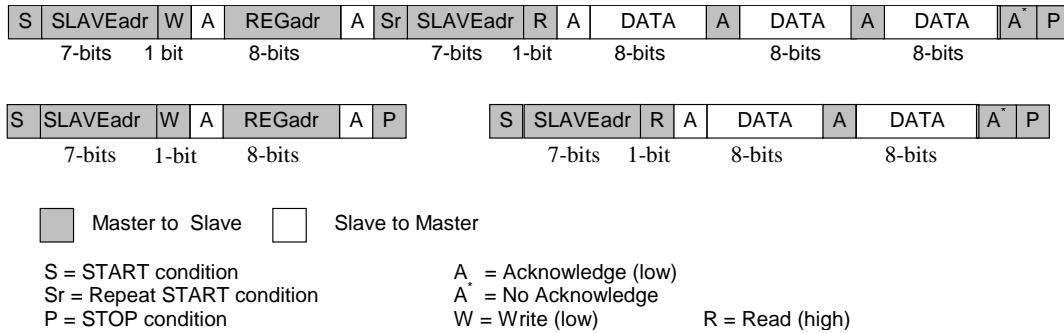 S SLAVEadr W A REGadr A Sr SLAVEadr R A DATA A DATA A DATA A* P
7-bits 1 bit 8-bits 7-bits 1-bit 8-bits 8-bits 8-bits
S SLAVEadr W A REGadr A P S SLAVEadr R A DATA A DATA A* P
7-bits 1-bit 8-bits 7-bits 1-bit 8-bits 8-bits
Master to Slave Slave to Master
S = START condition A = Acknowledge (low)
Sr = Repeat START condition A* = No Acknowledge
P = STOP condition W = Write (low) R = Read (high)